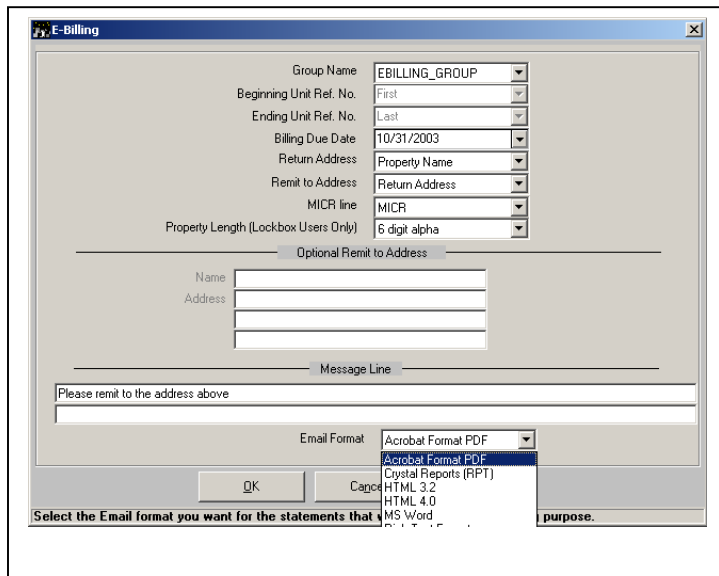 E-Billing
Group Name EBILLING_GROUP
Beginning Unit Ref. No. First
Ending Unit Ref. No. Last
Billing Due Date 10/31/2003
Return Address Property Name
Remit to Address Return Address
MICR line MICR
Property Length (Lockbox Users Only) 6 digit alpha
Optional Remit to Address
Name
Address
Message Line
Please remit to the address above
Email Format Acrobat Format PDF
Acrobat Format PDF
Crystal Reports (RPT)
HTML 3.2
HTML 4.0
MS Word
OK Cance
Select the Email format you want for the statements that purpose.